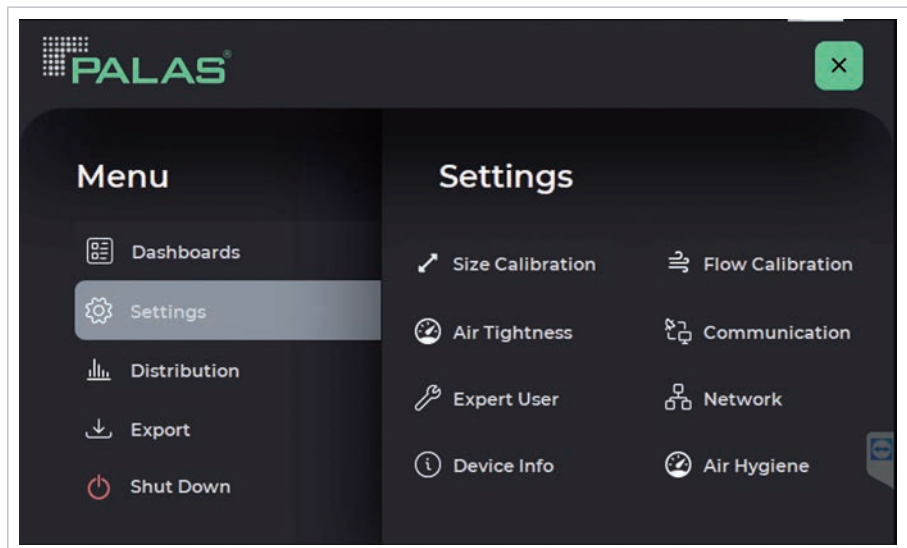 PALAS®
Menu
Dashboards
Settings
Distribution
Export
Shut Down
Settings
Size Calibration
Flow Calibration
Air Tightness
Communication
Expert User
Network
Device Info
Air Hygiene